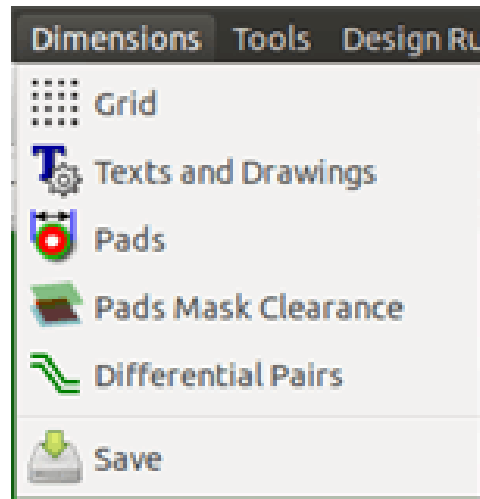 Dimensions Tools Design Ru
Grid
Texts and Drawings
Pads
Pads Mask Clearance
Differential Pairs
Save